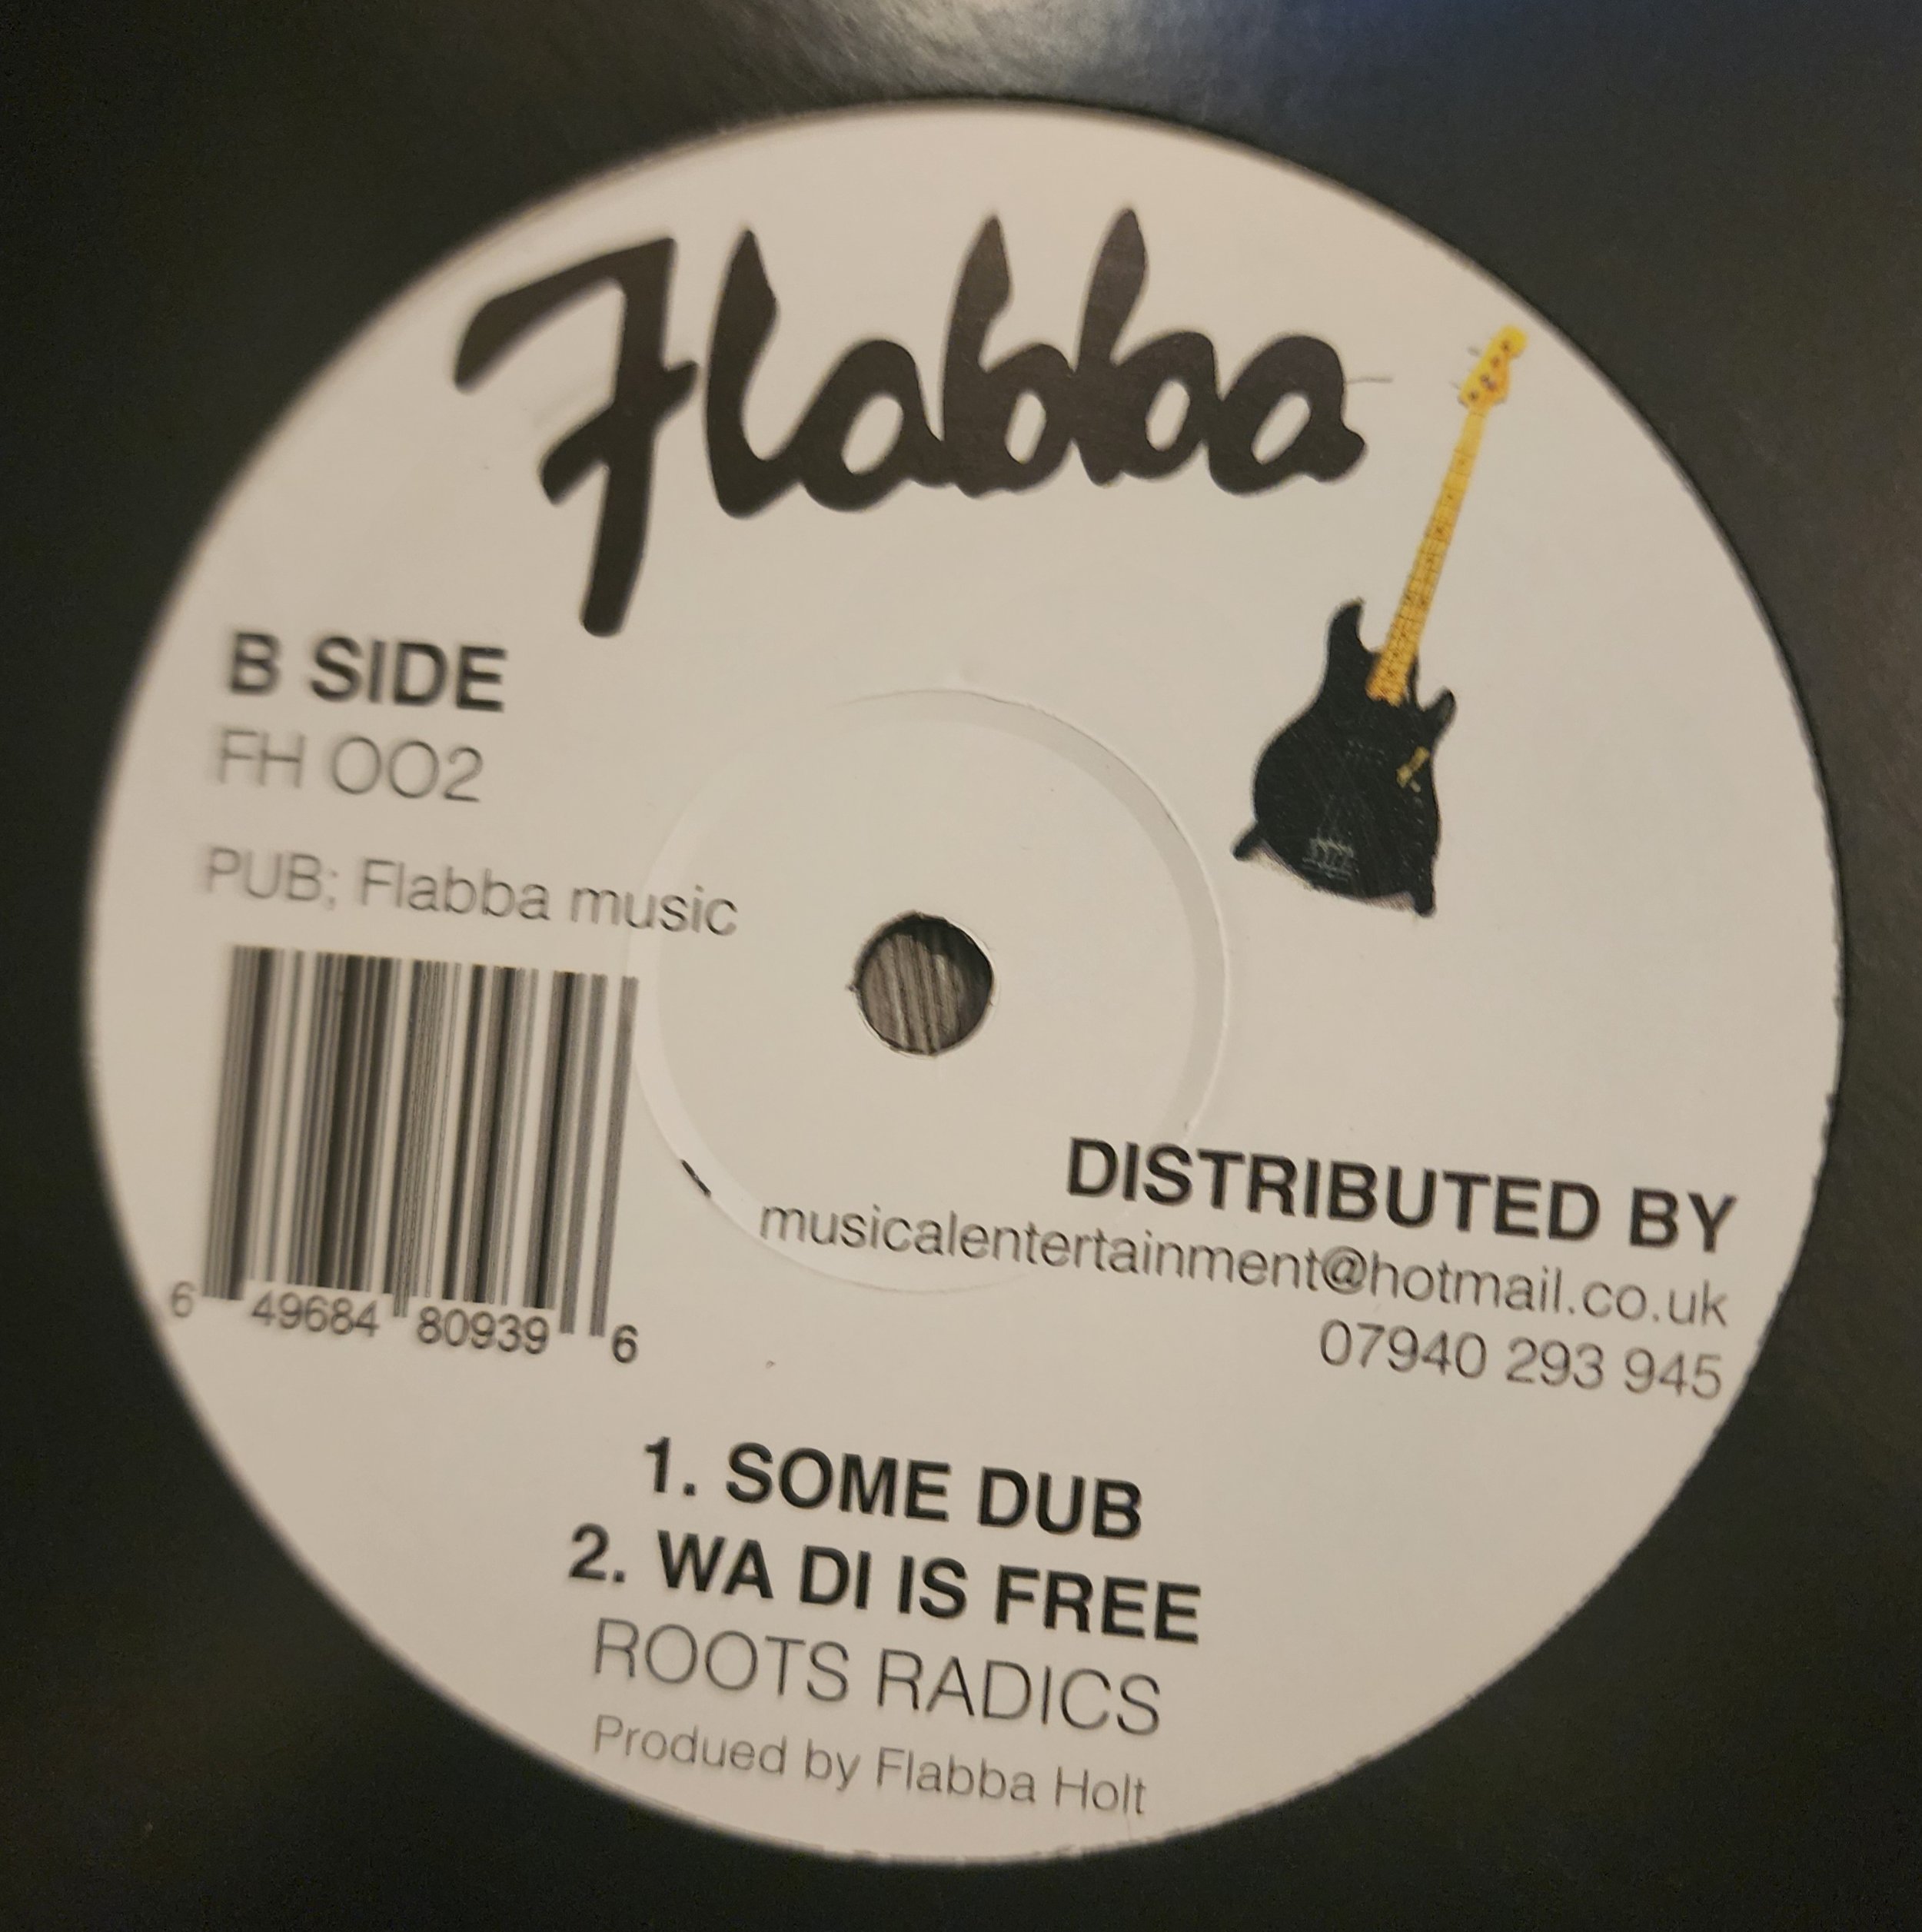 Flabba
B SIDE
FH OO2
PUB; Flabba music
6 49684 80939 6
DISTRIBUTED BY
musicalentertainment@hotmail.co.uk
07940 293 945
1. SOME DUB
2. WA DI IS FREE
ROOTS RADICS
Produed by Flabba Holt